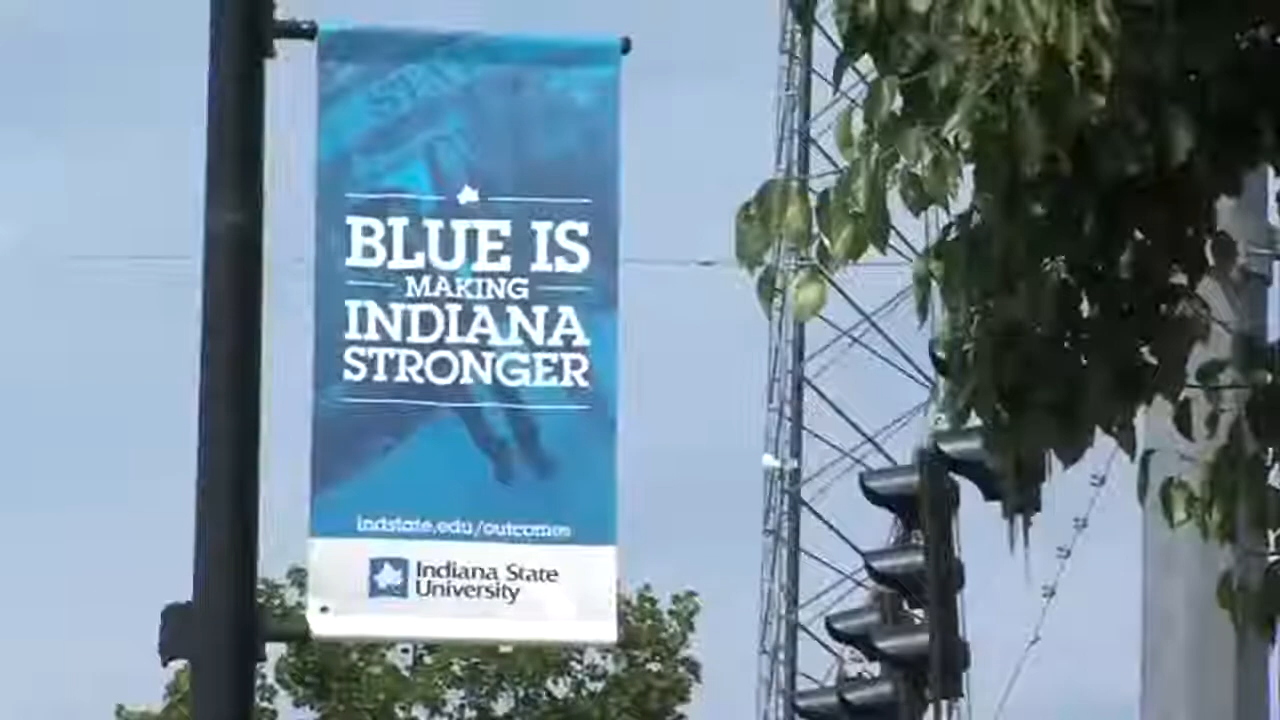 BLUE IS
MAKING
INDIANA
STRONGER
indstate.edu/outcomes
Indiana State
University